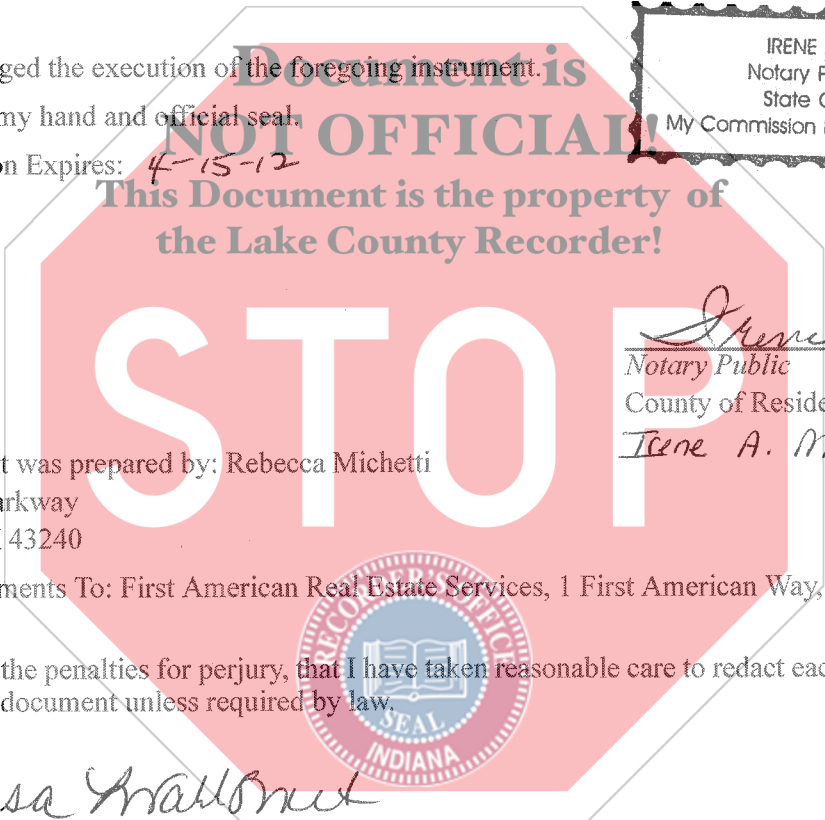 Document is
ged the execution of the foregoing instrument.
IRENE
Notary P
State
my hand and official seal.
NOT OFFICIAL!
My Commission
n Expires: 4-15-12
This Document is the property of
the Lake County Recorder!
STOP
Irene
Notary Public
County of Reside
Irene A. M
t was prepared by: Rebecca Michetti
arkway
43240
ments To: First American Real Estate Services, 1 First American Way,
RECORDER'S OFFICE
the penalties for perjury, that I have taken reasonable care to redact eac
document unless required by law.
SEAL
INDIANA
sa